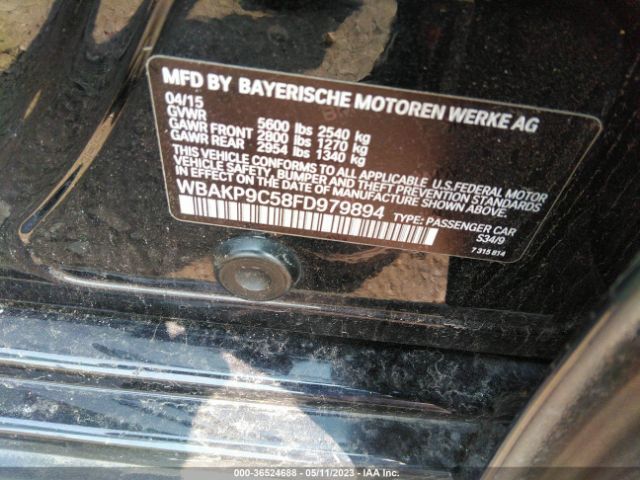 MFD BY BAYERISCHE MOTOREN WERKE AG
04/15
GVWR 5600 lbs 2540 kg
GAWR FRONT 2800 lbs 1270 kg
GAWR REAR 2954 lbs 1340 kg
THIS VEHICLE CONFORMS TO ALL APPLICABLE U.S.FEDERAL MOTOR
VEHICLE SAFETY, BUMPER AND THEFT PREVENTION STANDARDS
IN EFFECT ON THE DATE OF MANUFACTURE SHOWN ABOVE.
WBAKP9C58FD979894 TYPE: PASSENGER CAR
S34/9
7 315 814
000-36524688 - 05/11/2023 - IAA Inc.